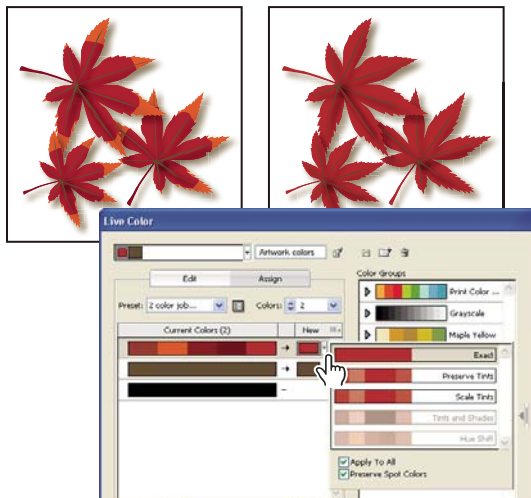 Live Color
Artwork colors
Edit Assign
Color Groups
Preset: 2 color job... Colors: 2
Print Color ...
Grayscale
Current Colors (2) New
Maple Yellow
Exact
Preserve Tints
Scale Tints
Tints and Shades
Hue Shift
Apply To All
Preserve Spot Colors